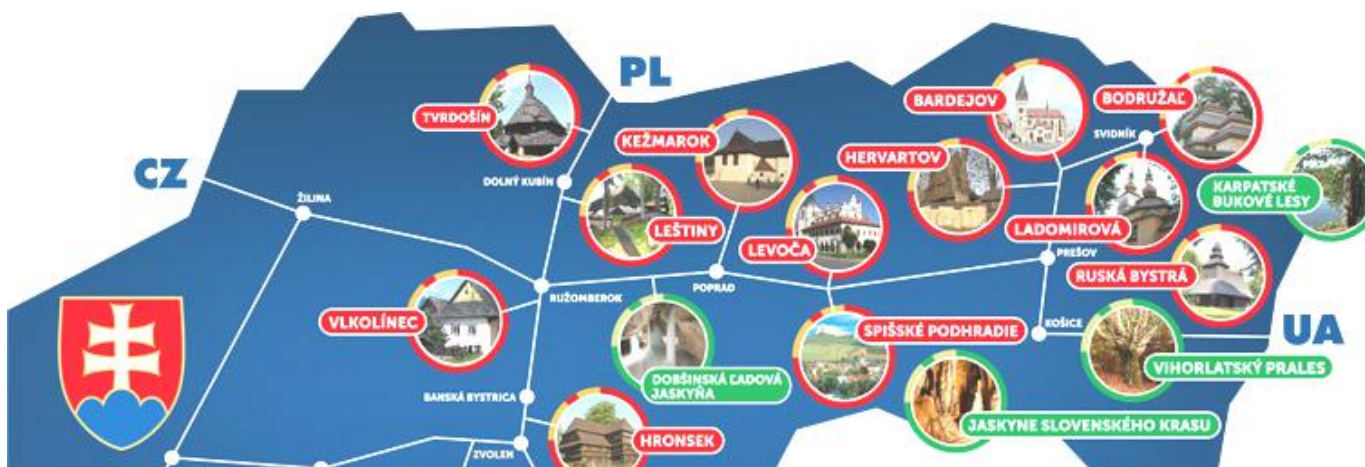 PL
CZ
TVRDOŠÍN
KEŽMAROK
BARDEJOV
BODRUŽAĽ
SVIDNÍK
HERVARTOV
DOLNÝ KUBÍN
KARPATSKÉ
BUKOVÉ LESY
ŽILINA
LEŠTINY
LEVOČA
LADOMIROVÁ
PREŠOV
RUSKÁ BYSTRÁ
POPRAD
RUŽOMBEROK
VLKOLÍNEC
SPIŠSKÉ PODHRADIE
KOŠICE
UA
VIHORLATSKÝ PRALES
DOBŠINSKÁ ĽADOVÁ
JASKYŇA
BANSKÁ BYSTRICA
JASKYNE SLOVENSKÉHO KRASU
HRONSEK
ZVOLEN